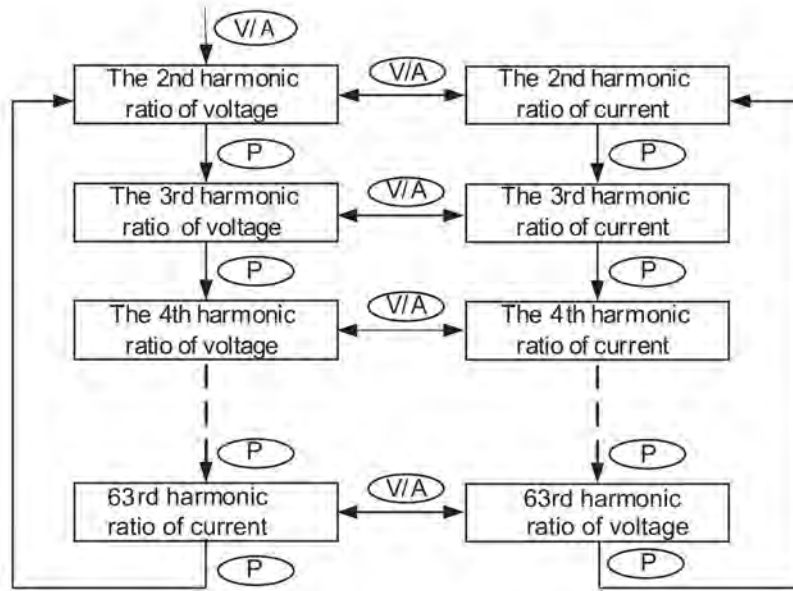 V/A
The 2nd harmonic
ratio of voltage
V/A
The 2nd harmonic
ratio of current
P
P
The 3rd harmonic
ratio of voltage
V/A
The 3rd harmonic
ratio of current
P
P
The 4th harmonic
ratio of voltage
V/A
The 4th harmonic
ratio of current
P
P
63rd harmonic
ratio of current
V/A
63rd harmonic
ratio of voltage
P
P